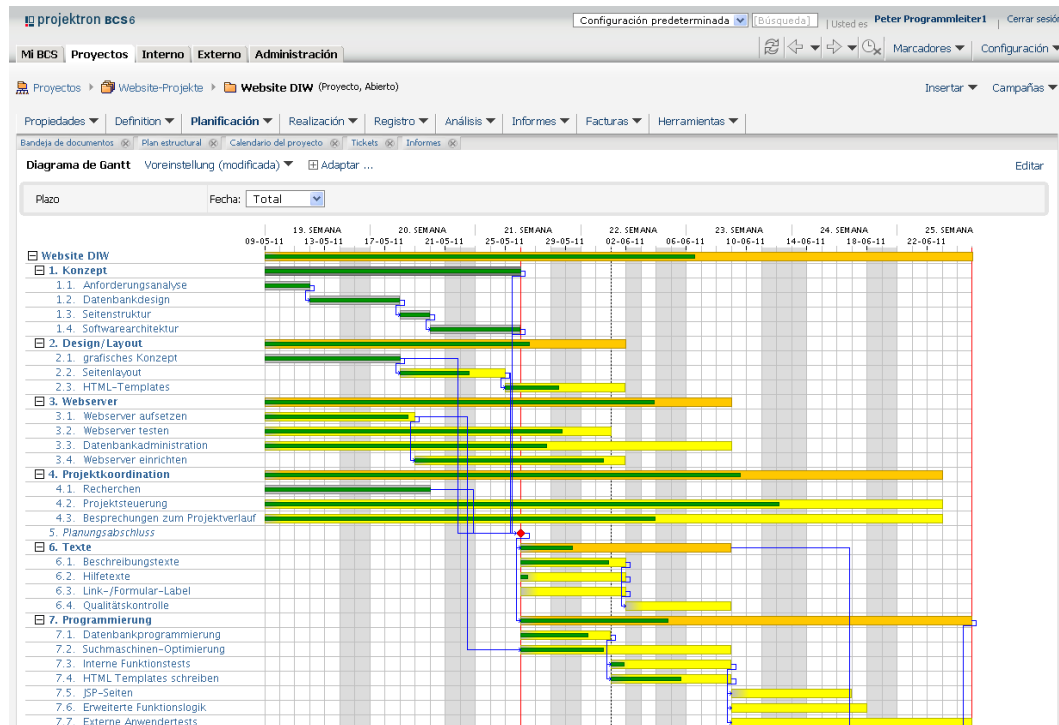 projektron BCS6
Configuración predeterminada [Búsqueda] Usted es Peter Programmleiter1 Cerrar sesión
Mi BCS Proyectos Interno Externo Administración Marcadores Configuración
Proyectos Website-Projekte Website DIW (Proyecto, Abierto) Insertar Campañas
Propiedades Definition Planificación Realización Registro Análisis Informes Facturas Herramientas
Bandeja de documentos Plan estructural Calendario del proyecto Tickets Informes
Diagrama de Gantt Voreinstellung (modificada) Adaptar ... Editar
Plazo Fecha: Total
19. SEMANA 20. SEMANA 21. SEMANA 22. SEMANA 23. SEMANA 24. SEMANA 25. SEMANA
09-05-11 13-05-11 17-05-11 21-05-11 25-05-11 29-05-11 02-06-11 06-06-11 10-06-11 14-06-11 18-06-11 22-06-11
Website DIW
1. Konzept
1.1. Anforderungsanalyse
1.2. Datenbankdesign
1.3. Seitenstruktur
1.4. Softwarearchitektur
2. Design/Layout
2.1. grafisches Konzept
2.2. Seitenlayout
2.3. HTML-Templates
3. Webserver
3.1. Webserver aufsetzen
3.2. Webserver testen
3.3. Datenbankadministration
3.4. Webserver einrichten
4. Projektkoordination
4.1. Recherchen
4.2. Projektsteuerung
4.3. Besprechungen zum Projektverlauf
5. Planungsabschluss
6. Texte
6.1. Beschreibungstexte
6.2. Hilfetexte
6.3. Link-/Formular-Label
6.4. Qualitätskontrolle
7. Programmierung
7.1. Datenbankprogrammierung
7.2. Suchmaschinen-Optimierung
7.3. Interne Funktionstests
7.4. HTML Templates schreiben
7.5. JSP-Seiten
7.6. Erweiterte Funktionslogik
7.7. Externe Anwendertests